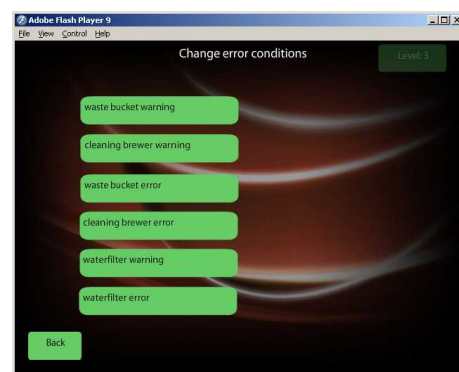 Adobe Flash Player 9
File View Control Help
Change error conditions
Level: 3
waste bucket warning
cleaning brewer warning
waste bucket error
cleaning brewer error
waterfilter warning
waterfilter error
Back